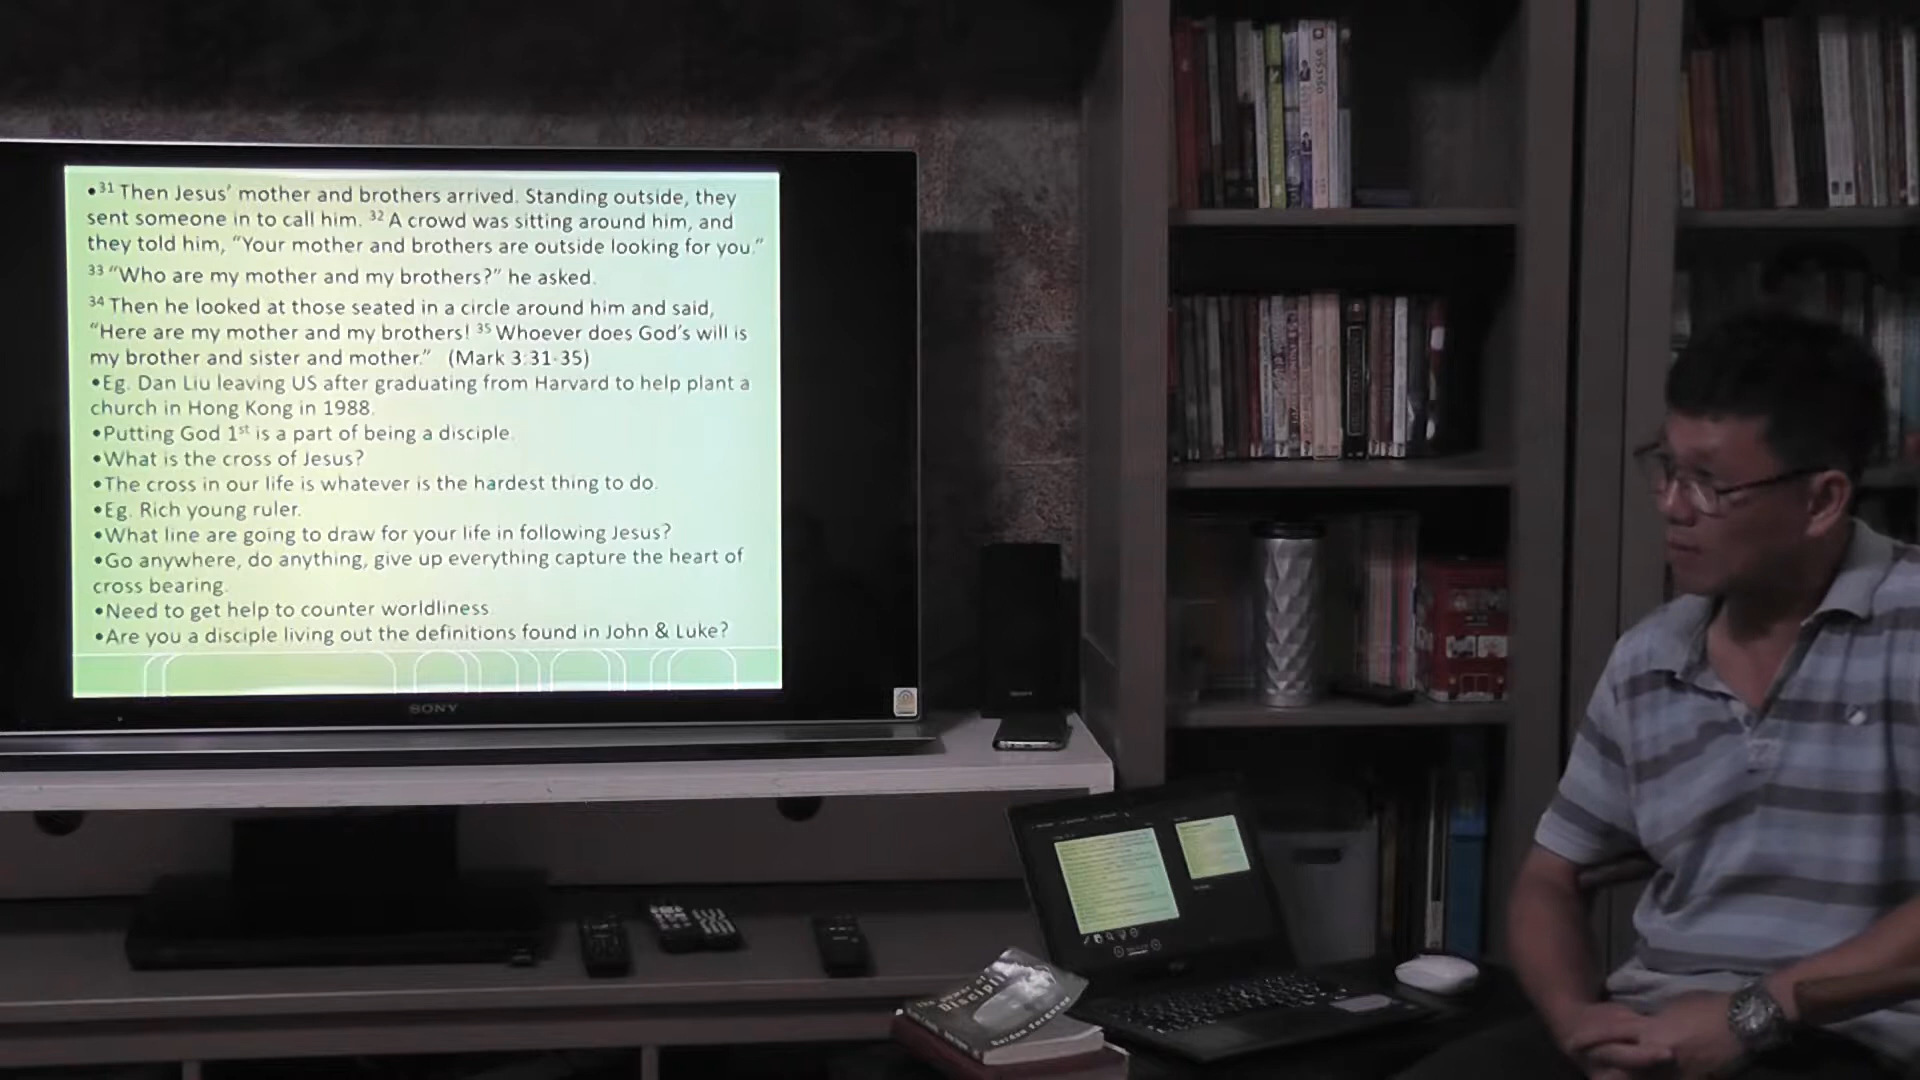 •31 Then Jesus’ mother and brothers arrived. Standing outside, they
sent someone in to call him. 32 A crowd was sitting around him, and
they told him, “Your mother and brothers are outside looking for you.”
33 “Who are my mother and my brothers?” he asked.
34 Then he looked at those seated in a circle around him and said,
“Here are my mother and my brothers! 35 Whoever does God’s will is
my brother and sister and mother.” (Mark 3:31-35)
•Eg. Dan Liu leaving US after graduating from Harvard to help plant a
church in Hong Kong in 1988.
•Putting God 1st is a part of being a disciple.
•What is the cross of Jesus?
•The cross in our life is whatever is the hardest thing to do.
•Eg. Rich young ruler.
•What line are going to draw for your life in following Jesus?
•Go anywhere, do anything, give up everything capture the heart of
cross bearing.
•Need to get help to counter worldliness
•Are you a disciple living out the definitions found in John & Luke?
SONY
Gordon Ferguson